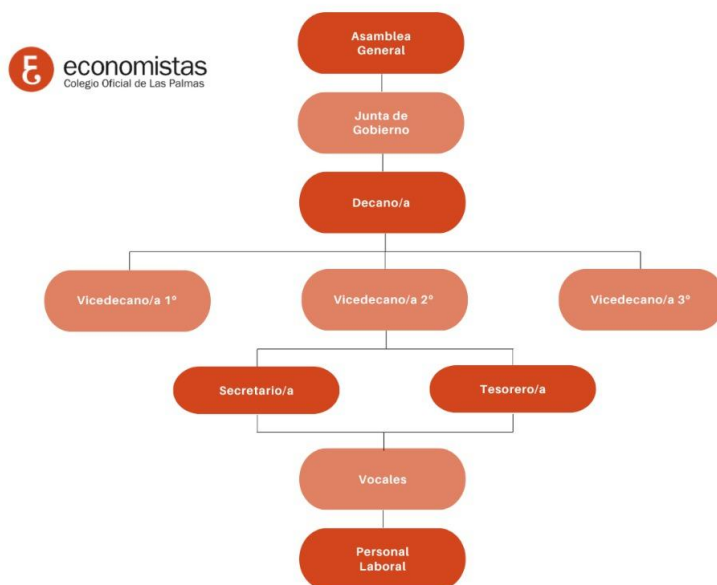 economistas
Colegio Oficial de Las Palmas
Asamblea
General
Junta de
Gobierno
Decano/a
Vicedecano/a 1º
Vicedecano/a 2º
Vicedecano/a 3º
Secretario/a
Tesorero/a
Vocales
Personal
Laboral